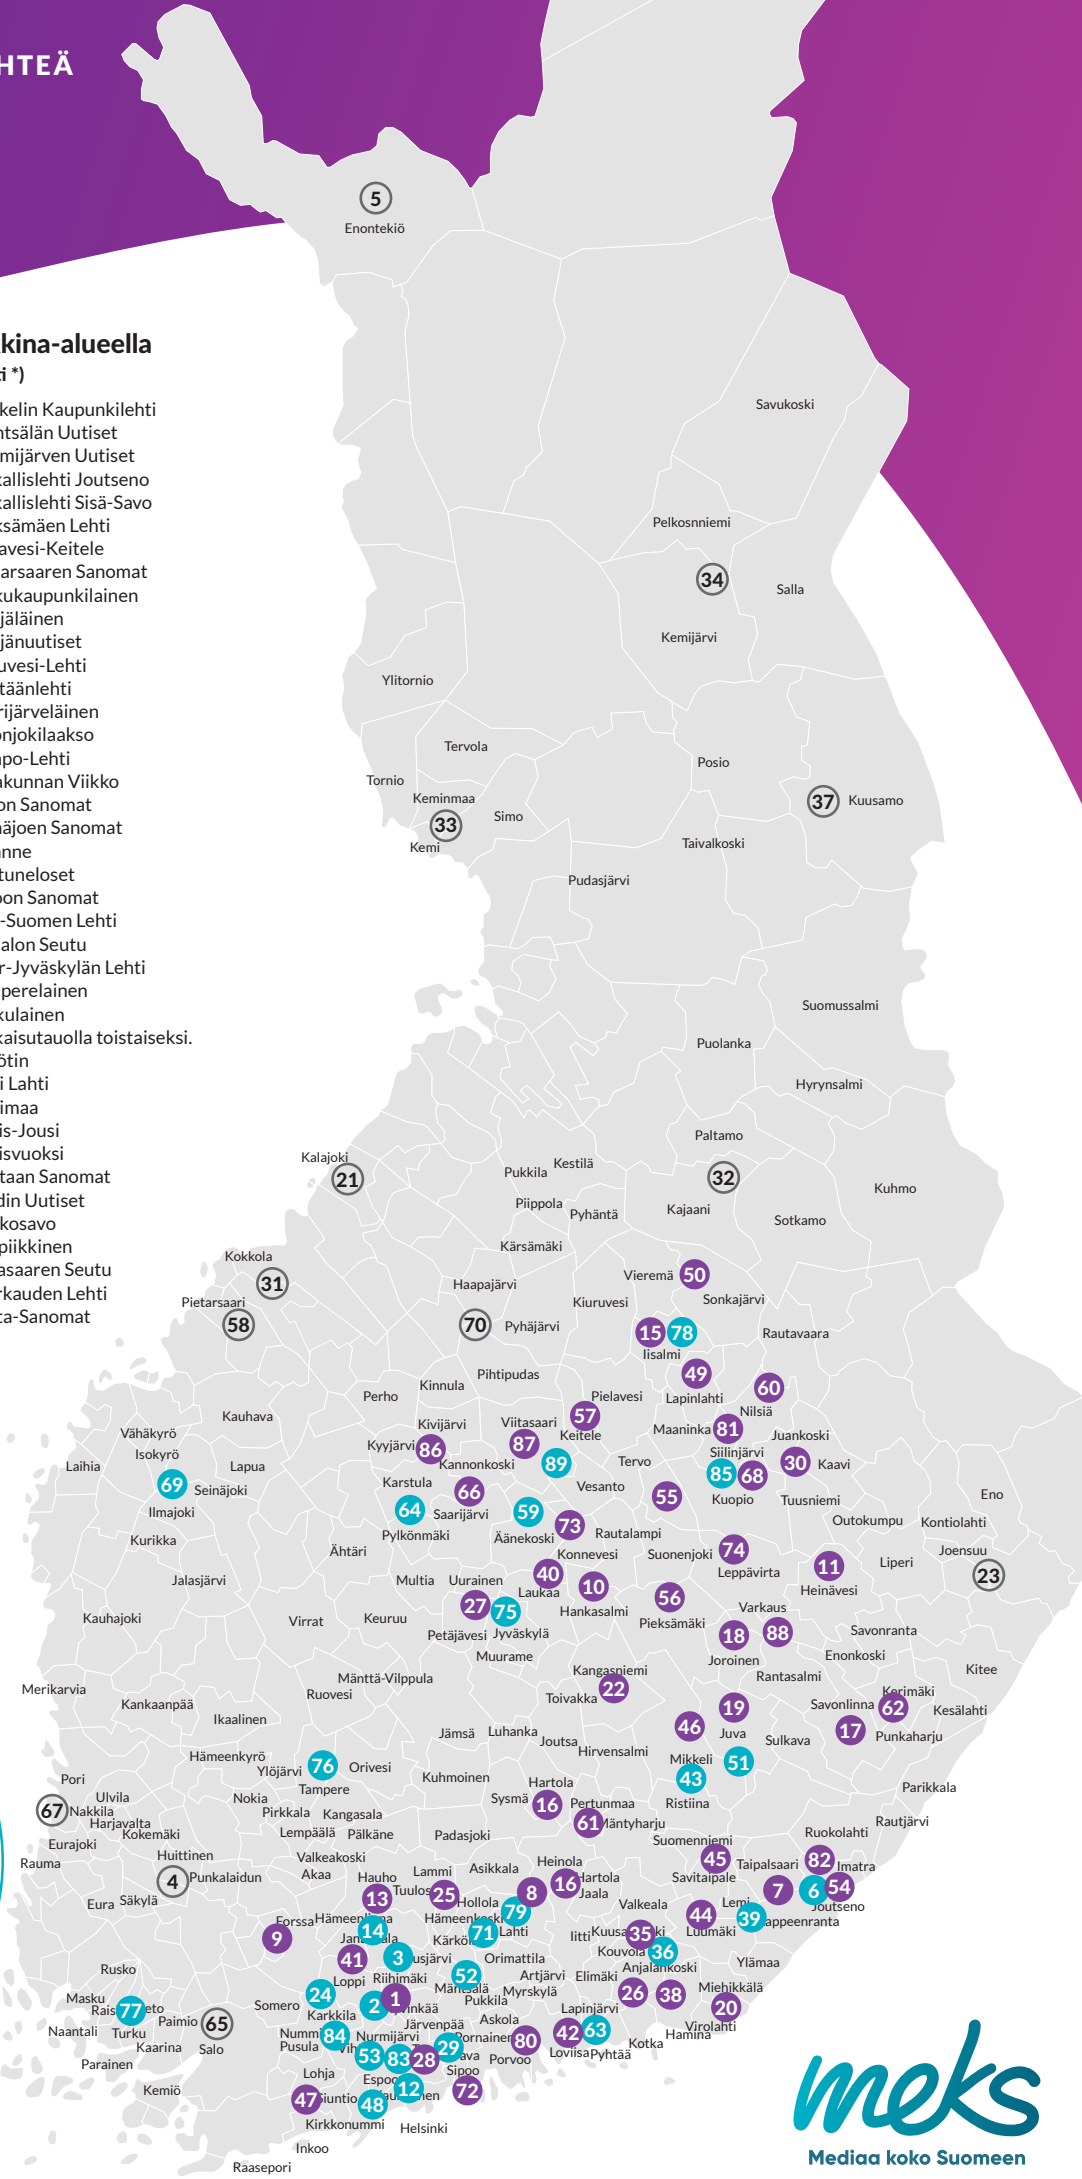 HTEÄ
kina-alueella
ti *)
kelin Kaupunkilehti
ntsälän Uutiset
mijärven Uutiset
kallislehti Joutseno
kallislehti Sisä-Savo
ksämäen Lehti
avesi-Keitele
arsaaren Sanomat
kukaupunkilainen
jäläinen
jänuutiset
uvesi-Lehti
täänlehti
rijärveläinen
onjokilaakso
npo-Lehti
akunnan Viikko
on Sanomat
näjoen Sanomat
nne
tuneloset
oon Sanomat
-Suomen Lehti
alon Seutu
r-Jyväskylän Lehti
perelainen
kulainen
kaisutauolla toistaiseksi.
ötin
i Lahti
imaa
is-Jousi
isvuoksi
taan Sanomat
din Uutiset
kosavo
piikkinen
asaaren Seutu
rkauden Lehti
ta-Sanomat
5
Enontekiö
Savukoski
Pelkosnniemi
34
Salla
Kemijärvi
Ylitornio
Tervola
Posio
Tornio
Keminmaa
37 Kuusamo
Simo
33
Kemi
Taivalkoski
Pudasjärvi
Suomussalmi
Puolanka
Hyrynsalmi
Paltamo
Kalajoki
21
Kestilä
Pukkila
32
Kuhmo
Piippola
Pyhäntä
Kajaani
Sotkamo
Kärsämäki
Kokkola
31
Haapajärvi
Vieremä 50
Pietarsaari
58
Kiuruvesi
Sonkajärvi
70 Pyhäjärvi
15 78
Rautavaara
Iisalmi
Pihtipudas
49
Kinnula
60
Perho
Pielavesi
Lapinlahti
Nilsiä
Kauhava
57
Kivijärvi
Viitasaari
Vähäkyrö
Keitele
Maaninka 81
Juankoski
Kyyjärvi 86
87
Isokyrö
Siilinjärvi
Laihia
Lapua
Kannonkoski
89
Tervo
30 Kaavi
69
Karstula
85 68
Seinäjoki
66
Vesanto
55
Kuopio
Tuusniemi
Eno
Ilmajoki
64
Saarijärvi
59
Outokumpu
Kontiolahti
Kurikka
Pylkönmäki
Äänekoski
73
Rautalampi
Ähtäri
Konnevesi
Suonenjoki
74
Joensuu
Leppävirta
Liperi
23
Jalasjärvi
Multia
Uurainen
40
Laukaa
10
11
Heinävesi
Kauhajoki
Virrat
Keuruu
27 75
Hankasalmi
56
Varkaus
Petäjävesi
Jyväskylä
Pieksämäki
18
88
Savonranta
Muurame
Joroinen
Enonkoski
Mänttä-Vilppula
Kangasniemi
Rantasalmi
Kitee
Merikarvia
Ruovesi
22
Kerimäki
Kankaanpää
Toivakka
19
Savonlinna
62
Kesälahti
Ikaalinen
Jämsä
Luhanka
46
Juva
17
Joutsa
Sulkava
Punkaharju
Hämeenkyrö
Hirvensalmi
Mikkeli
51
Ylöjärvi
76
Orivesi
Kuhmoinen
43
Pori
Tampere
Hartola
Ristiina
Parikkala
67
Ulvila
Nakkila
Nokia
Sysmä
16
Pertunmaa
Harjavalta
Pirkkala
Kangasala
61
Mäntyharju
Rautjärvi
Kokemäki
Lempäälä
Pälkäne
Padasjoki
Suomenniemi
Ruokolahti
Eurajoki
Huittinen
Valkeakoski
Heinola
45
Taipalsaari
82
Imatra
Rauma
4
Punkalaidun
Akaa
Hauho
Lammi
Asikkala
16
Hartola
Savitaipale
7
6
54
Eura
Säkylä
13
Tuulos
25
8
Jaala
Joutseno
Hollola
79
Valkeala
44
Lemi
39
appeenranta
Forssa
Hämeenlinna
14
Hämeenkoski
71
Lahti
Iitti
35
Luumäki
9
41
3
usjärvi
Orimattila
Kouvola
36
Ylämaa
Rusko
Loppi
Riihimäki
52
Artjärvi
Elimäki
Anjalankoski
Masku
24
Mäntsälä
Myrskylä
26
38
Miehikkälä
77
Somero
Karkkila
2
1
Pukkila
Lapinjärvi
20
Paimio
65
84
Järvenpää
Askola
42
63
Virolahti
Naantali
Turku
Nurmijärvi
80
Hamina
Kaarina
Salo
Pusula
53
83
28
29
Loviisa
Pyhtää
Kotka
Parainen
Lohja
Sipoo
Porvoo
Kemiö
47
12
72
48
Kirkkonummi
Helsinki
Inkoo
Raasepori
meks
Mediaa koko Suomeen